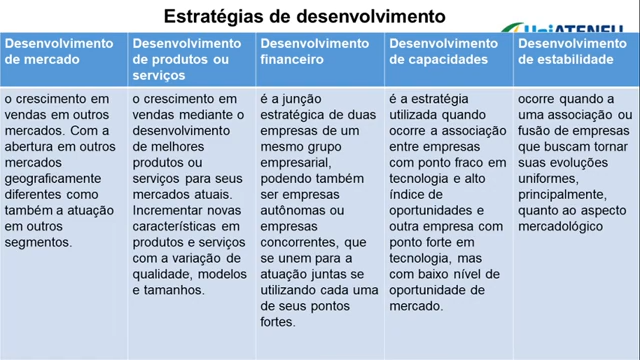 Estratégias de desenvolvimento
UniATENEU
Desenvolvimento
de mercado
Desenvolvimento
de produtos ou
serviços
Desenvolvimento
financeiro
Desenvolvimento
de capacidades
Desenvolvimento
de estabilidade
o crescimento em
vendas em outros
mercados. Com a
abertura em outros
mercados
geograficamente
diferentes como
também a atuação
em outros
segmentos.
o crescimento em
vendas mediante o
desenvolvimento
de melhores
produtos ou
serviços para seus
mercados atuais.
Incrementar novas
características em
produtos e serviços
com a variação de
qualidade, modelos
e tamanhos.
é a junção
estratégica de duas
empresas de um
mesmo grupo
empresarial,
podendo também
ser empresas
autônomas ou
empresas
concorrentes, que
se unem para a
atuação juntas se
utilizando cada uma
de seus pontos
fortes.
é a estratégia
utilizada quando
ocorre a associação
entre empresas
com ponto fraco em
tecnologia e alto
índice de
oportunidades e
outra empresa com
ponto forte em
tecnologia, mas
com baixo nível de
oportunidade de
mercado.
ocorre quando a
uma associação ou
fusão de empresas
que buscam tornar
suas evoluções
uniformes,
principalmente,
quanto ao aspecto
mercadológico